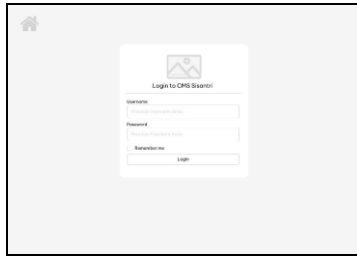 Login to CMS Sisantri
Username
Password
Remember me
Login